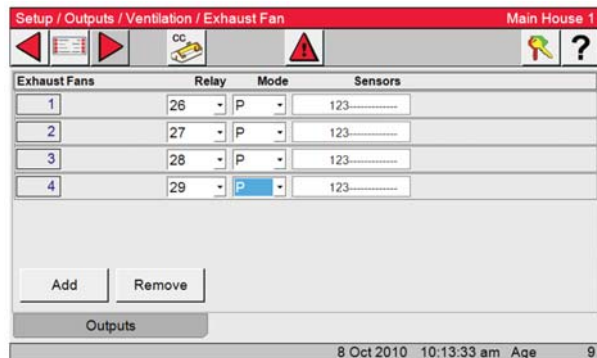 Setup / Outputs / Ventilation / Exhaust Fan Main House 1
CC
?
Exhaust Fans Relay Mode Sensors
1 26 P 123-------------
2 27 P 123-------------
3 28 P 123-------------
4 29 P 123-------------
Add Remove
Outputs
8 Oct 2010 10:13:33 am Age 9